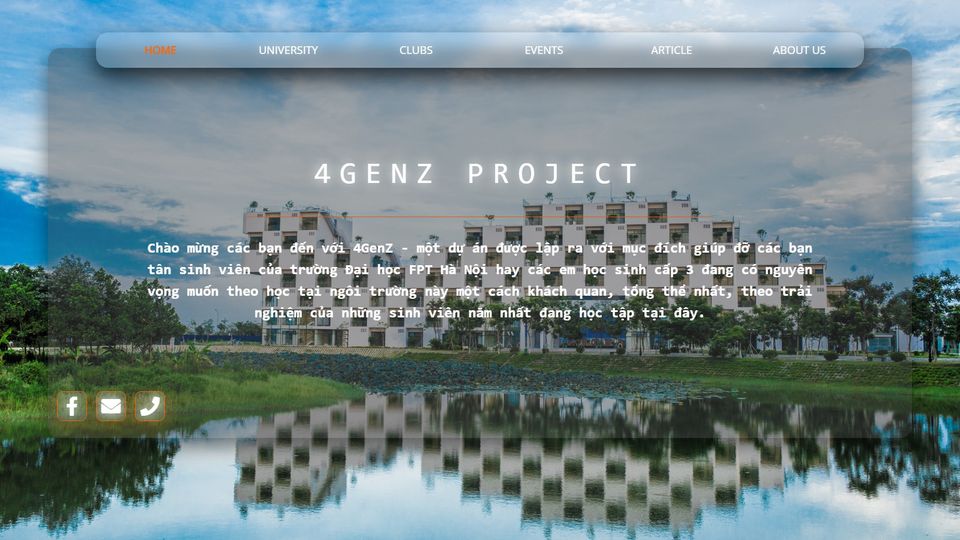 HOME UNIVERSITY CLUBS EVENTS ARTICLE ABOUT US
4GENZ PROJECT
Chào mừng các bạn đến với 4GenZ - một dự án được lập ra với mục đích giúp đỡ các bạn
tân sinh viên của trường Đại học FPT Hà Nội hay các em học sinh cấp 3 đang có nguyện
vọng muốn theo học tại ngôi trường này một cách khách quan, tổng thể nhất, theo trải
nghiệm của những sinh viên năm nhất đang học tập tại đây.